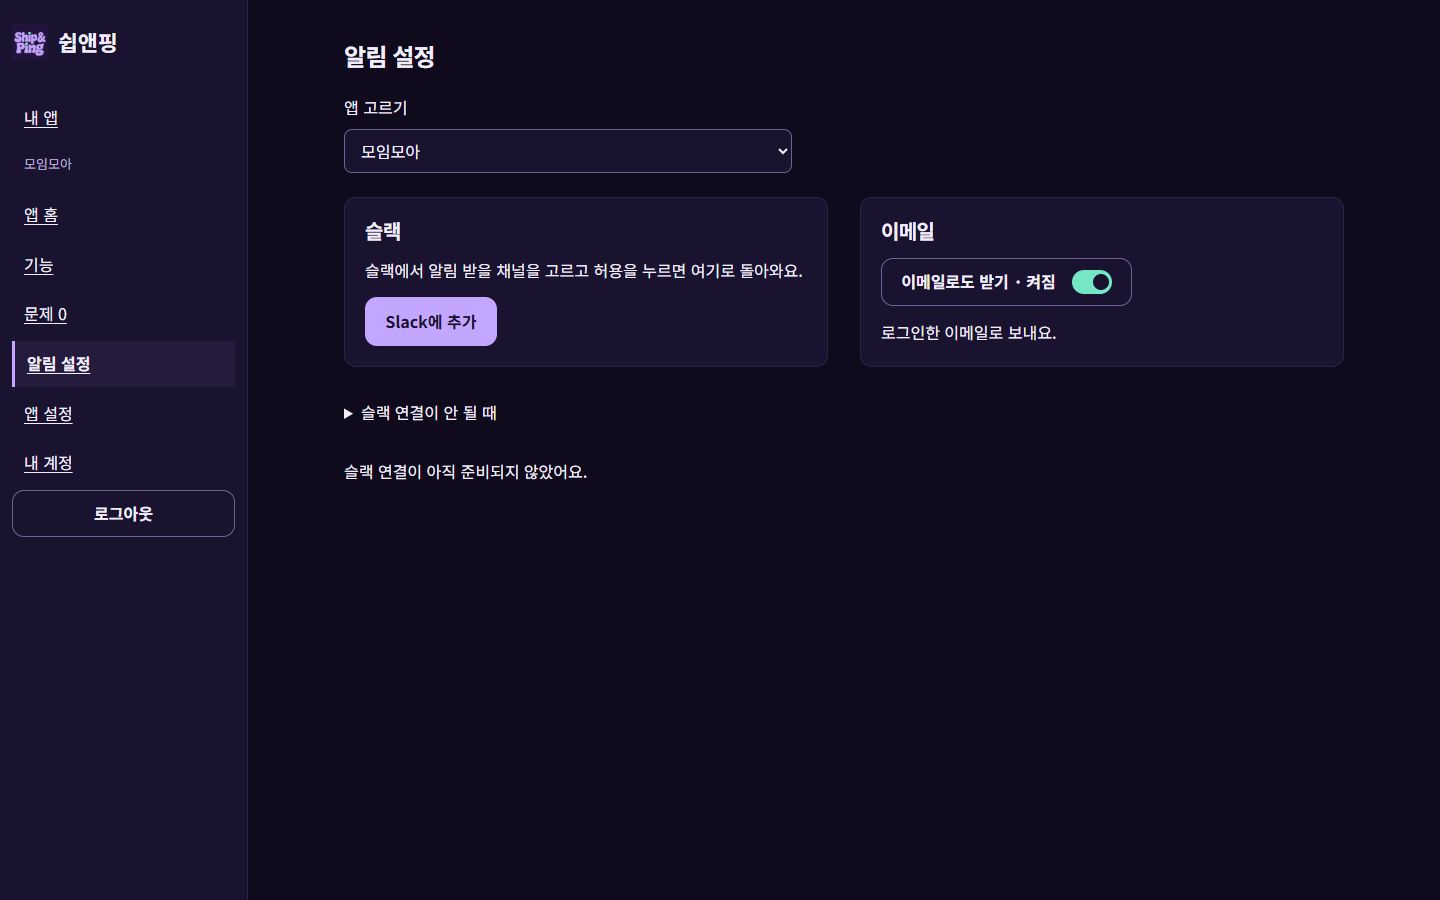 Ship&
Ping
쉽앤핑
내 앱
모임모아
앱 홈
기능
문제 0
알림 설정
앱 설정
내 계정
로그아웃
알림 설정
앱 고르기
모임모아
슬랙
슬랙에서 알림 받을 채널을 고르고 허용을 누르면 여기로 돌아와요.
Slack에 추가
이메일
이메일로도 받기 · 켜짐
로그인한 이메일로 보내요.
슬랙 연결이 안 될 때
슬랙 연결이 아직 준비되지 않았어요.